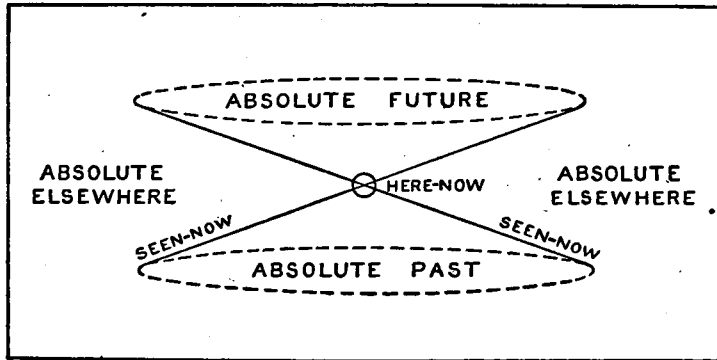 ABSOLUTE FUTURE
ABSOLUTE
ELSEWHERE
HERE-NOW
ABSOLUTE
ELSEWHERE
SEEN-NOW
SEEN-NOW
ABSOLUTE PAST